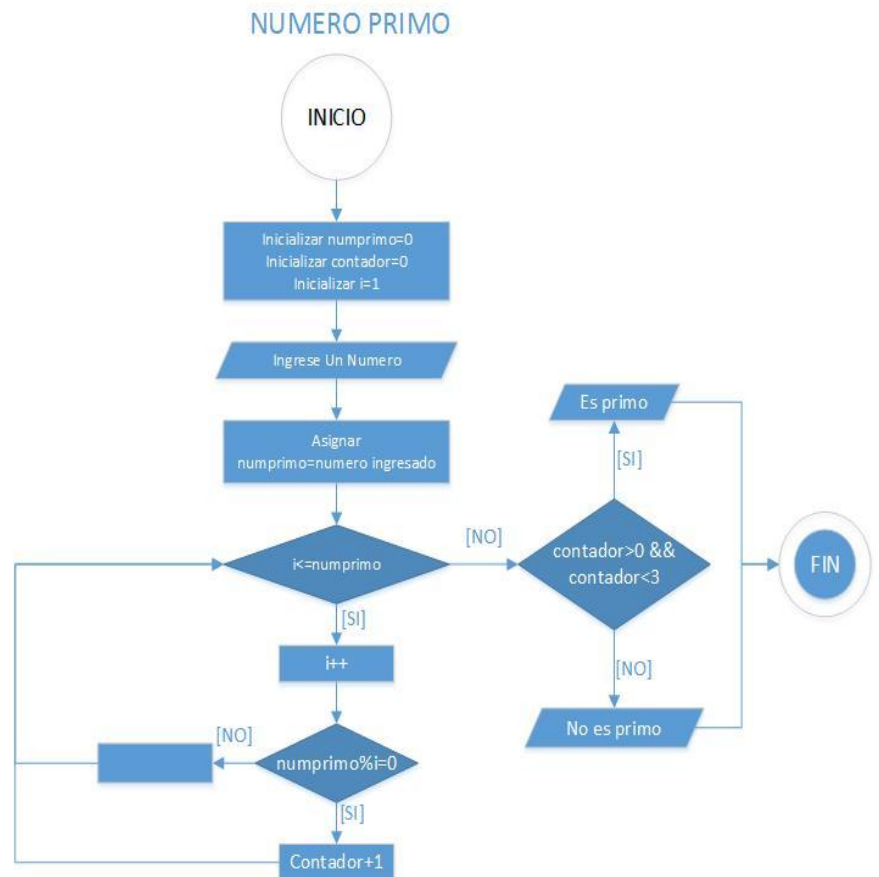 NUMERO PRIMO
INICIO
Inicializar numprimo=0
Inicializar contador=0
Inicializar i=1
Ingrese Un Numero
Asignar
numprimo=numero ingresado
i<=numprimo
[NO]
[SI]
i++
numprimo%i=0
[NO]
[SI]
Contador+1
contador>0 &&
contador<3
[SI]
Es primo
[NO]
No es primo
FIN